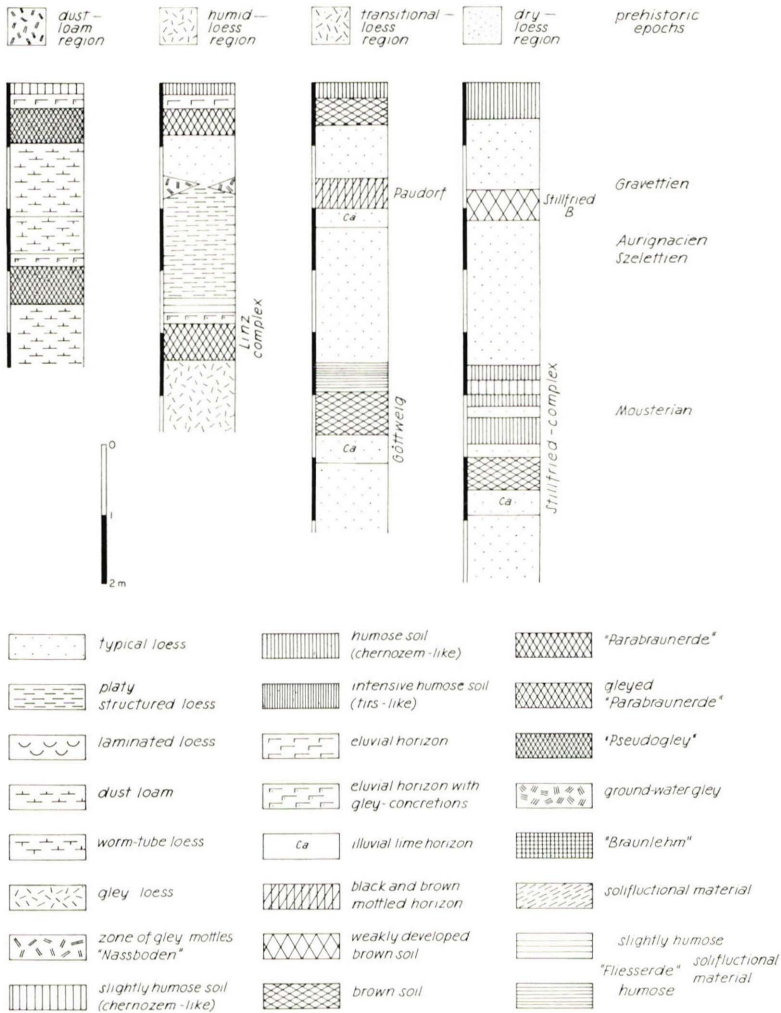 dust-
loam
region
humid-
loess
region
transitional-
loess
region
dry-
loess
region
prehistoric
epochs
Paudorf
Ca
Stillfried
B
Gravettien
Aurignacien
Szelettien
Linz
complex
Göttweig
Ca
Stillfried-complex
Ca
Mousterian
0
1
2m
typical loess
platy
structured loess
laminated loess
dust loam
worm-tube loess
gley loess
zone of gley mottles
"Nassboden"
slightly humose soil
(chernozem-like)
humose soil
(chernozem-like)
intensive humose soil
(tirs-like)
eluvial horizon
eluvial horizon with
gley-concretions
Ca
illuvial lime horizon
black and brown
mottled horizon
weakly developed
brown soil
brown soil
"Parabraunerde"
gleyed
"Parabraunerde"
"Pseudogley"
ground-water gley
"Braunlehm"
solifluctional material
slightly humose
"Fliesserde" solifluctional
material
humose